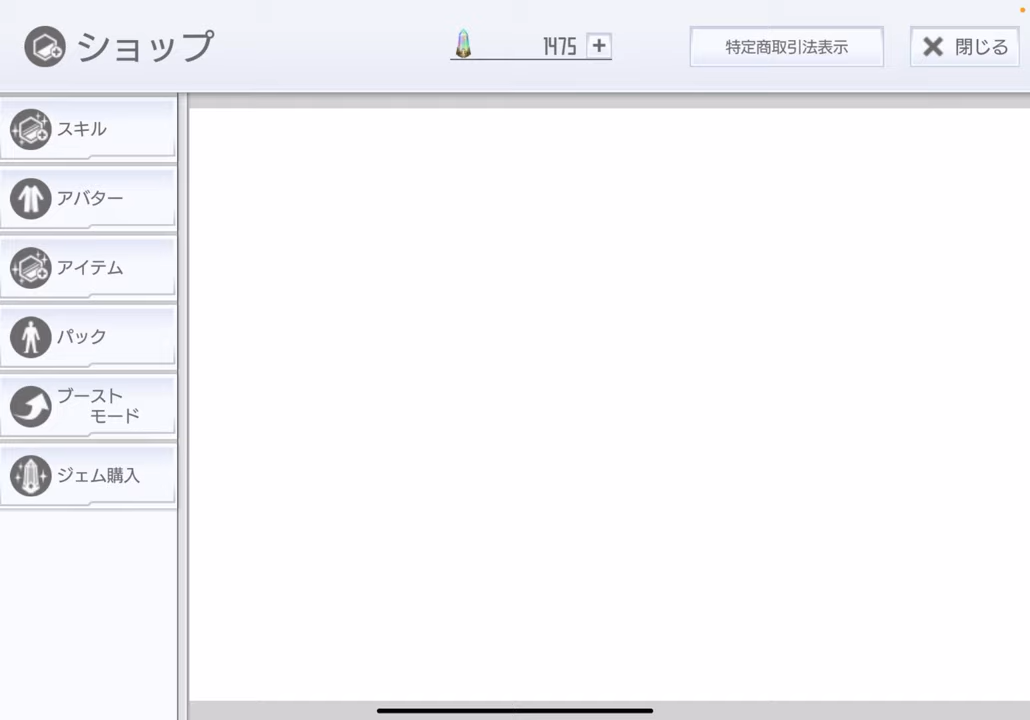 ショップ
1475
特定商取引法表示
閉じる
スキル
アバター
アイテム
パック
ブースト
モード
ジェム購入